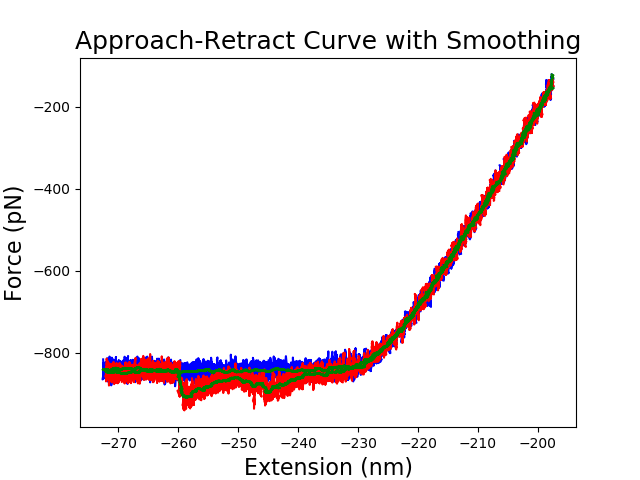 Approach-Retract Curve with Smoothing
Force (pN)
−200
−400
−600
−800
−270 −260 −250 −240 −230 −220 −210 −200
Extension (nm)